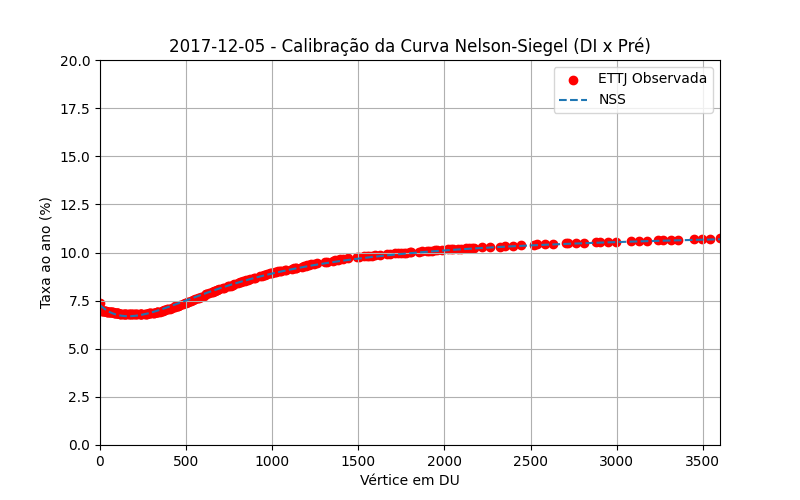 2017-12-05 - Calibração da Curva Nelson-Siegel (DI x Pré)
ETTJ Observada
NSS
Taxa ao ano (%)
20.0
17.5
15.0
12.5
10.0
7.5
5.0
2.5
0.0
0 500 1000 1500 2000 2500 3000 3500
Vértice em DU